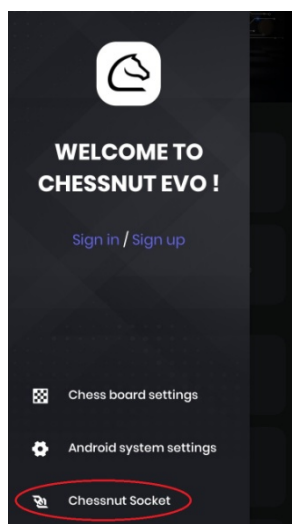 WELCOME TO
CHESSNUT EVO !
Sign in / Sign up
Chess board settings
Android system settings
Chessnut Socket